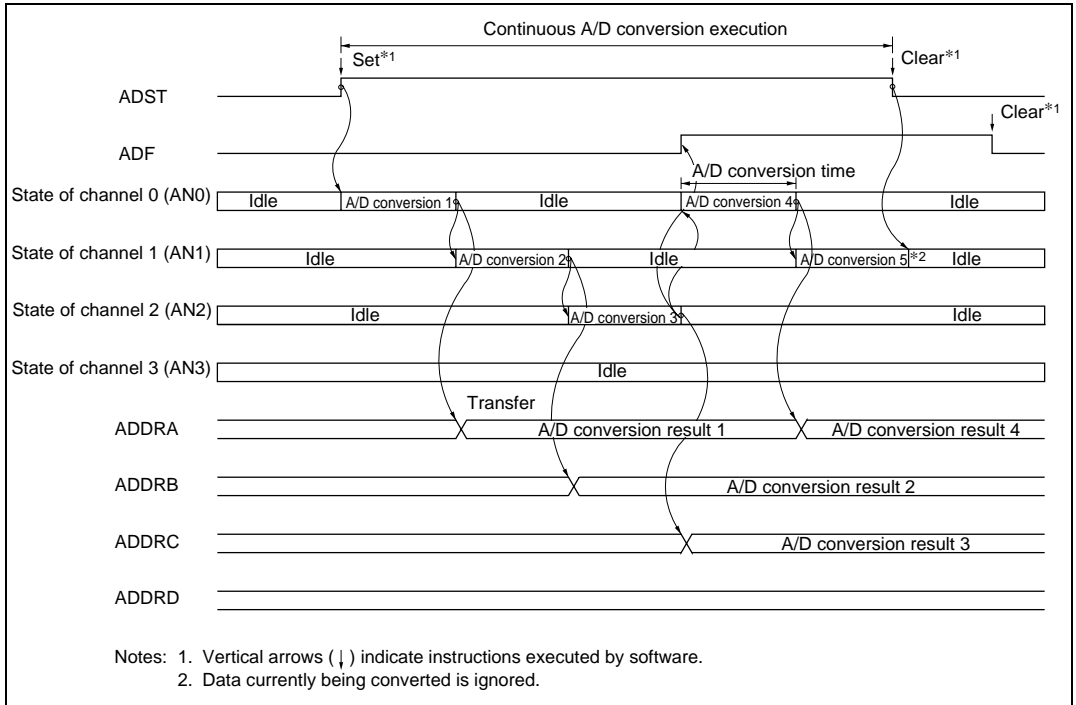 Continuous A/D conversion execution
Set*1
Clear*1
ADST
Clear*1
ADF
A/D conversion time
State of channel 0 (AN0)
Idle
A/D conversion 1
Idle
A/D conversion 4
Idle
State of channel 1 (AN1)
Idle
A/D conversion 2
Idle
A/D conversion 5
*2
Idle
State of channel 2 (AN2)
Idle
A/D conversion 3
Idle
State of channel 3 (AN3)
Idle
Transfer
ADDRA
A/D conversion result 1
A/D conversion result 4
ADDRB
A/D conversion result 2
ADDRC
A/D conversion result 3
ADDRD
Notes: 1. Vertical arrows (↓) indicate instructions executed by software.
2. Data currently being converted is ignored.